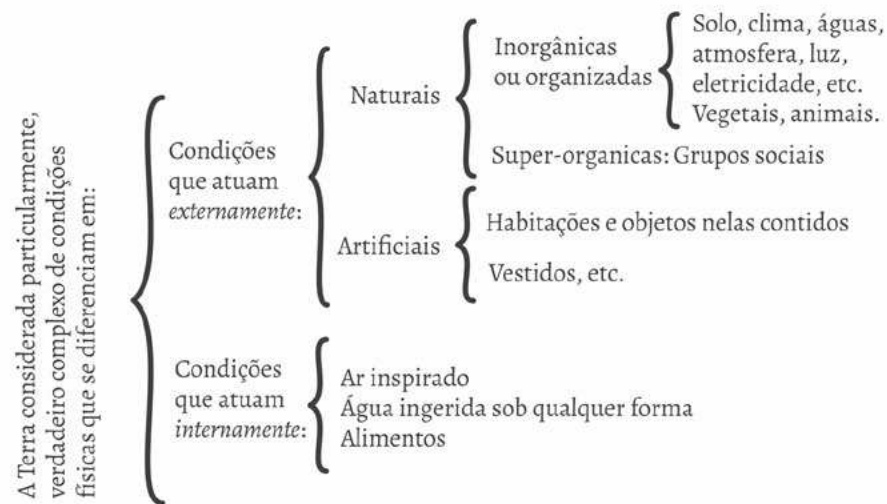 A Terra considerada particularmente,
verdadeiro complexo de condições
físicas que se diferenciam em:
Condições
que atuam
externamente:
Naturais
Inorgânicas
ou organizadas
Solo, clima, águas,
atmosfera, luz,
eletricidade, etc.
Vegetais, animais.
Super-organicas: Grupos sociais
Artificiais
Habitações e objetos nelas contidos
Vestidos, etc.
Condições
que atuam
internamente:
Ar inspirado
Água ingerida sob qualquer forma
Alimentos